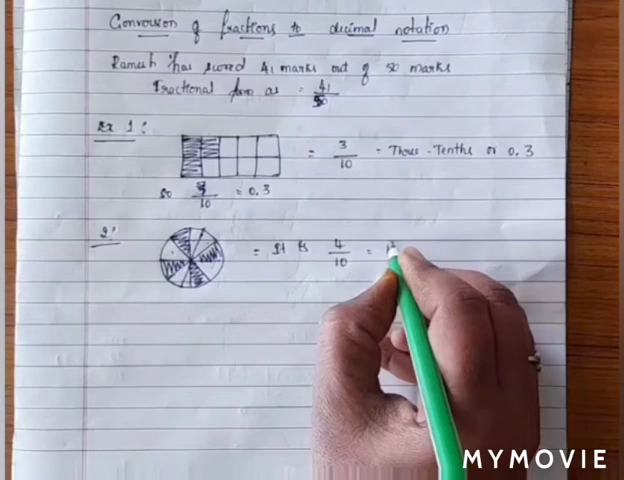 Conversion of fractions to decimal notation
Ramesh has scored 41 marks out of 50 marks
Fractional form as = 41/50
Ex 1:
= 3/10 = Three-Tenths or 0.3
so 3/10 = 0.3
2:
= It is 4/10 =
MYMOVIE